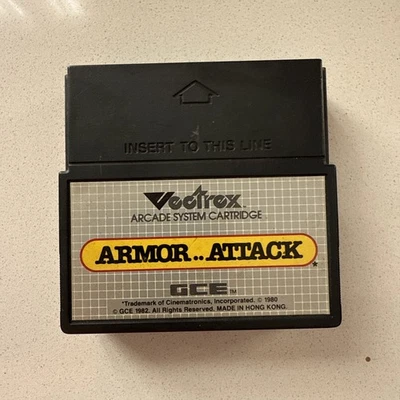 INSERT TO THIS LINE
Vectrex
ARCADE SYSTEM CARTRIDGE
ARMOR..ATTACK*
GCE™
*Trademark of Cinematronics, Incorporated. © 1980
© GCE 1982. All Rights Reserved. MADE IN HONG KONG.